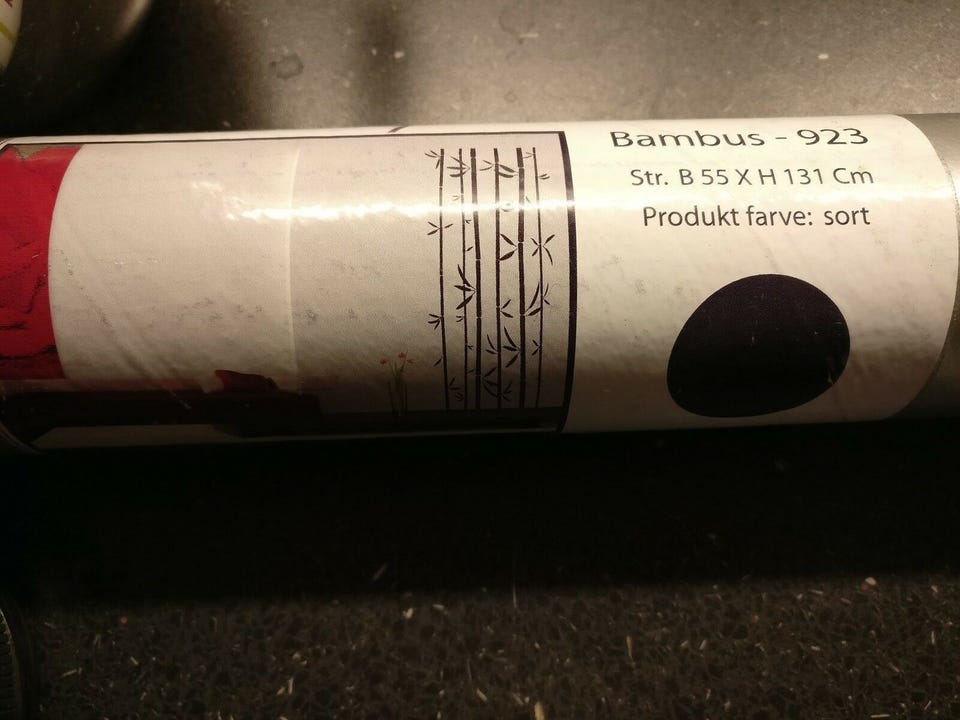 Bambus - 923
Str. B 55 X H 131 Cm
Produkt farve: sort